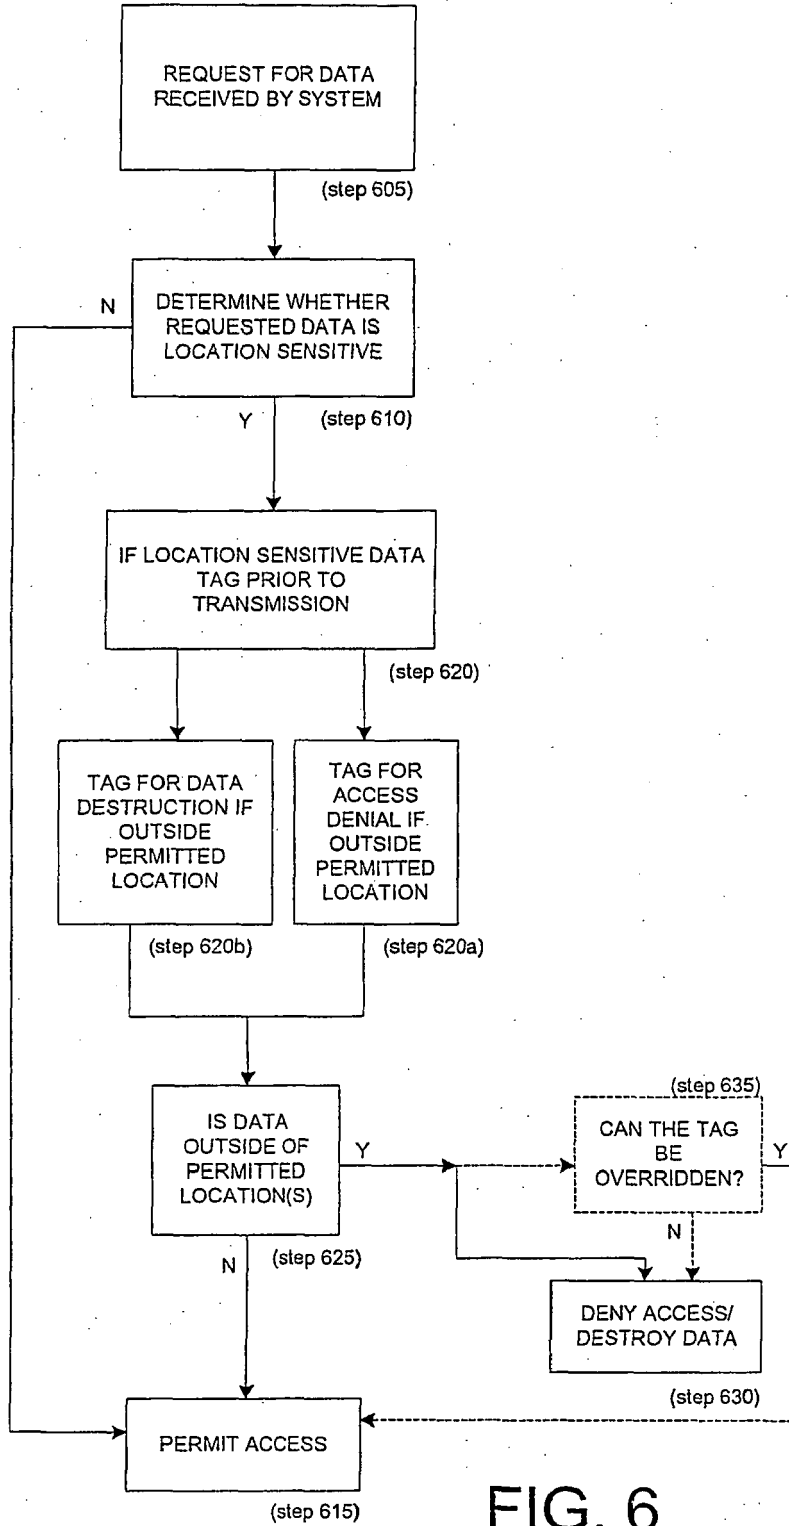 REQUEST FOR DATA
RECEIVED BY SYSTEM
(step 605)
N
DETERMINE WHETHER
REQUESTED DATA IS
LOCATION SENSITIVE
Y
(step 610)
IF LOCATION SENSITIVE DATA
TAG PRIOR TO
TRANSMISSION
(step 620)
TAG FOR DATA
DESTRUCTION IF
OUTSIDE
PERMITTED
LOCATION
(step 620b)
TAG FOR
ACCESS
DENIAL IF
OUTSIDE
PERMITTED
LOCATION
(step 620a)
IS DATA
OUTSIDE OF
PERMITTED
LOCATION(S)
Y
(step 625)
N
(step 635)
CAN THE TAG
BE
OVERRIDDEN?
Y
N
DENY ACCESS/
DESTROY DATA
(step 630)
PERMIT ACCESS
(step 615)
FIG. 6